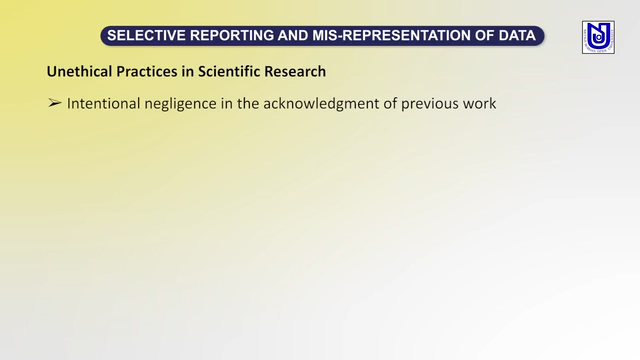 SELECTIVE REPORTING AND MIS-REPRESENTATION OF DATA
Unethical Practices in Scientific Research
➢ Intentional negligence in the acknowledgment of previous work